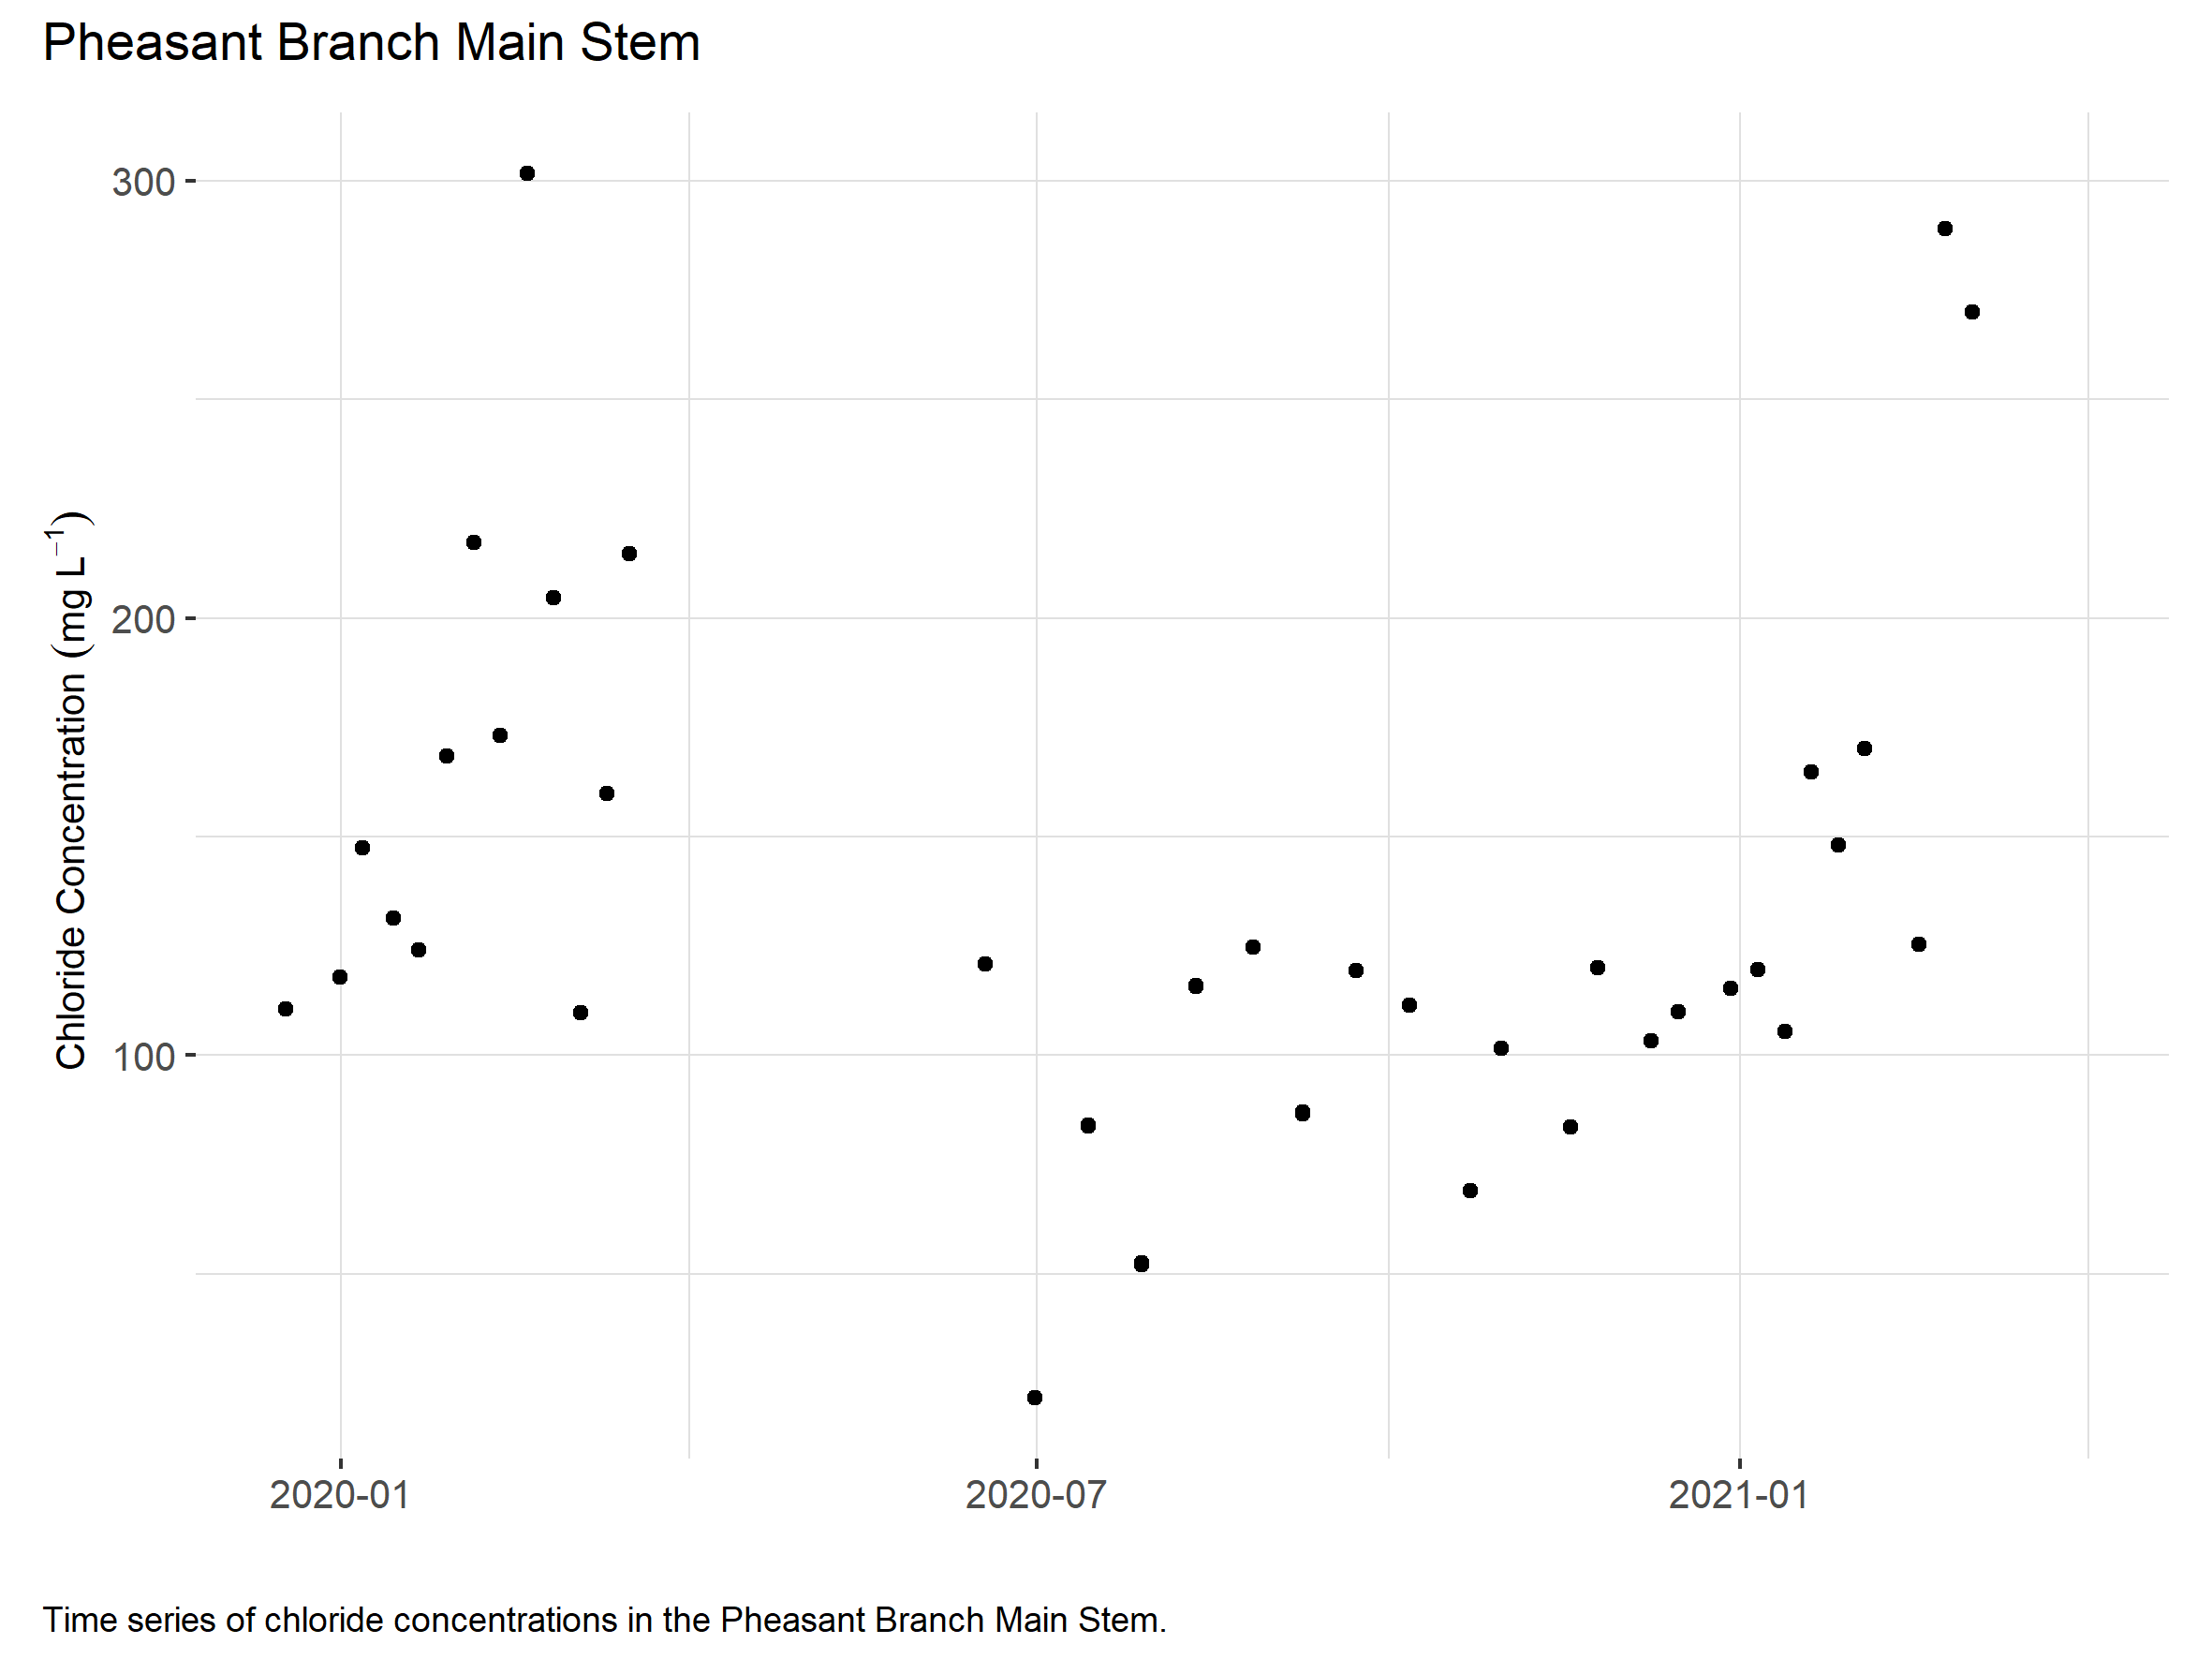 Pheasant Branch Main Stem
Chloride Concentration (mg L⁻¹)
300
200
100
2020-01 2020-07 2021-01
Time series of chloride concentrations in the Pheasant Branch Main Stem.